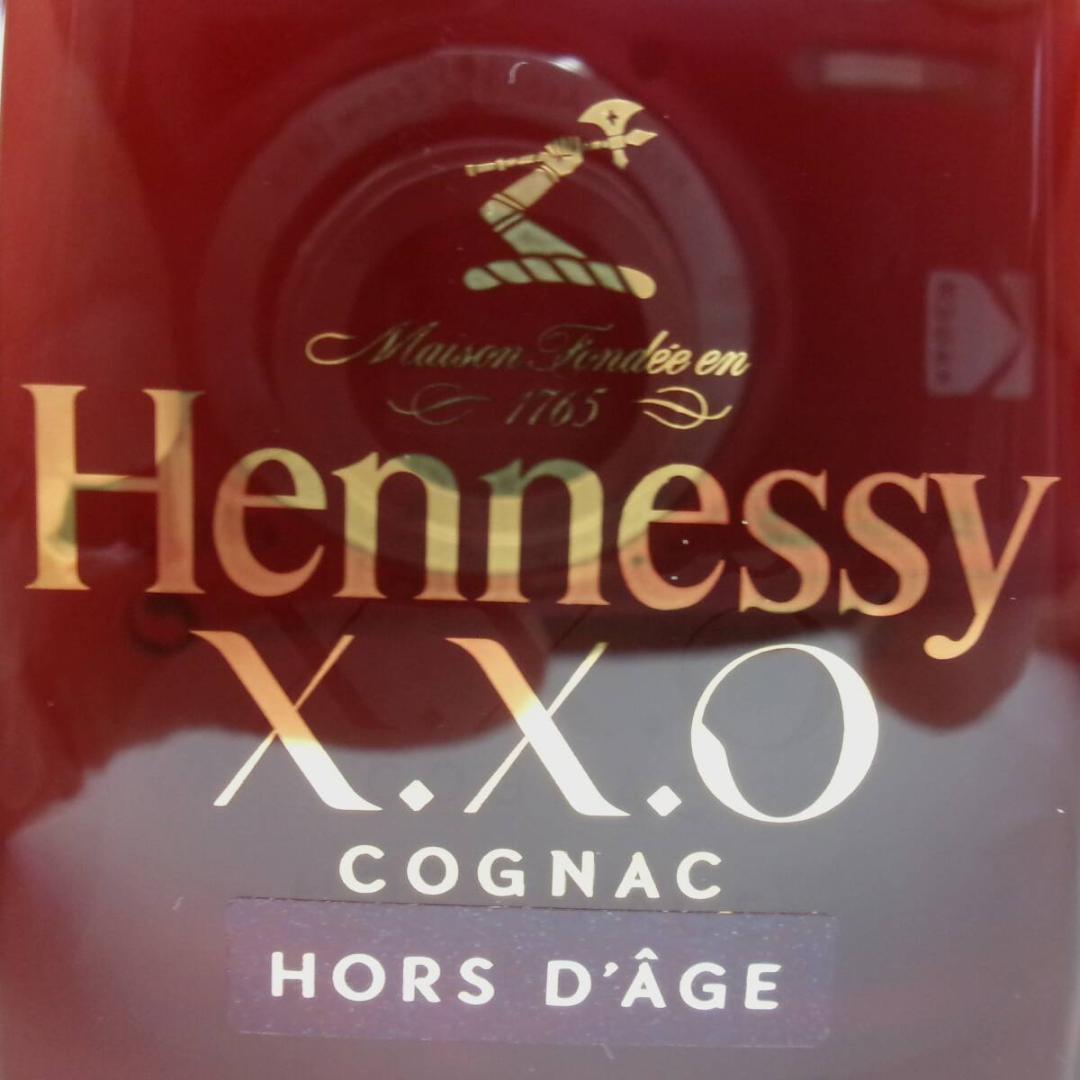 Maison Fondée en
1765
Hennessy
X.X.O
COGNAC
HORS D'ÂGE